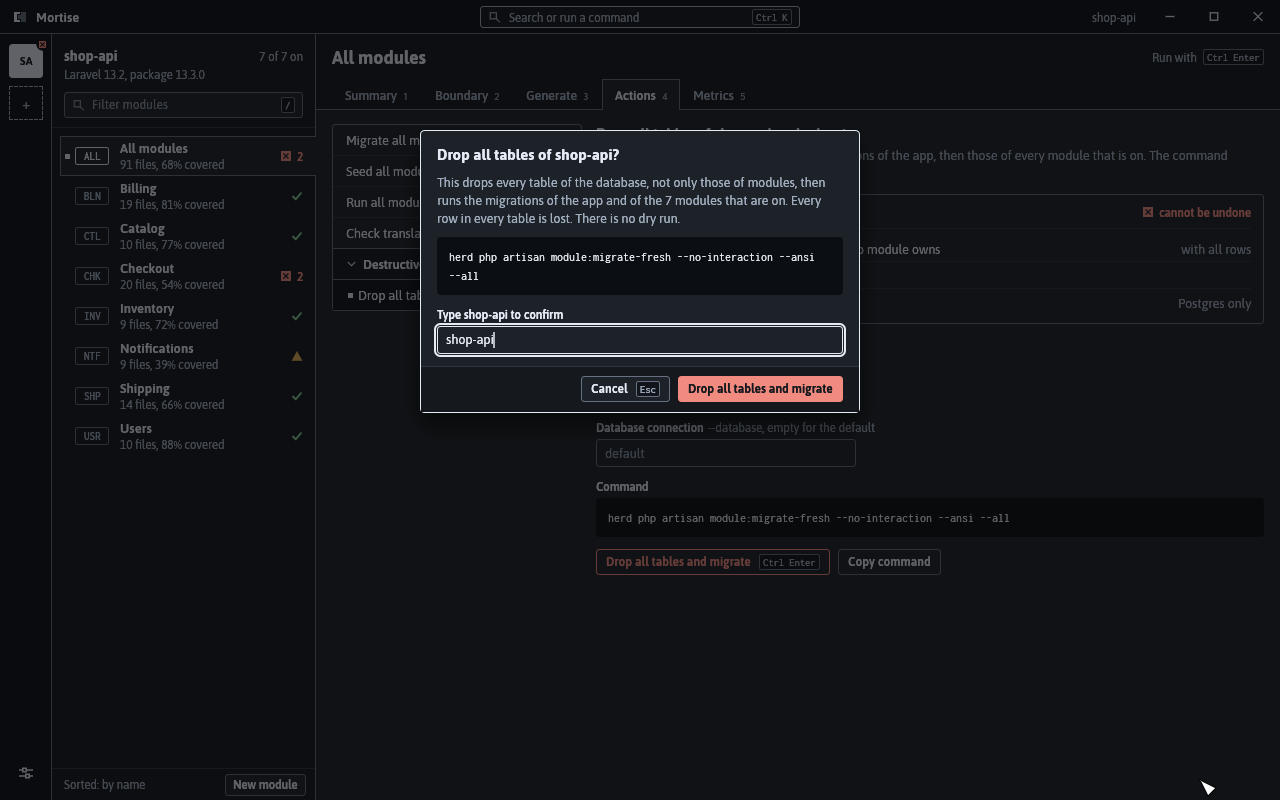 Mortise
Search or run a command
Ctrl K
shop-api
SA
+
shop-api
7 of 7 on
Laravel 13.2, package 13.3.0
Filter modules
/
ALL
All modules
91 files, 68% covered
2
BLN
Billing
19 files, 81% covered
CTL
Catalog
10 files, 77% covered
CHK
Checkout
20 files, 54% covered
2
INV
Inventory
9 files, 72% covered
NTF
Notifications
9 files, 39% covered
SHP
Shipping
14 files, 66% covered
USR
Users
10 files, 88% covered
Sorted: by name
New module
All modules
Run with
Ctrl Enter
Summary 1
Boundary 2
Generate 3
Actions 4
Metrics 5
Migrate all m
Seed all modu
Run all modu
Check transla
Destructive
Drop all tab
ns of the app, then those of every module that is on. The command
cannot be undone
module owns
with all rows
Postgres only
Drop all tables of shop-api?
This drops every table of the database, not only those of modules, then
runs the migrations of the app and of the 7 modules that are on. Every
row in every table is lost. There is no dry run.
herd php artisan module:migrate-fresh --no-interaction --ansi
--all
Type shop-api to confirm
shop-api
Cancel
Esc
Drop all tables and migrate
Database connection --database, empty for the default
default
Command
herd php artisan module:migrate-fresh --no-interaction --ansi --all
Drop all tables and migrate
Ctrl Enter
Copy command